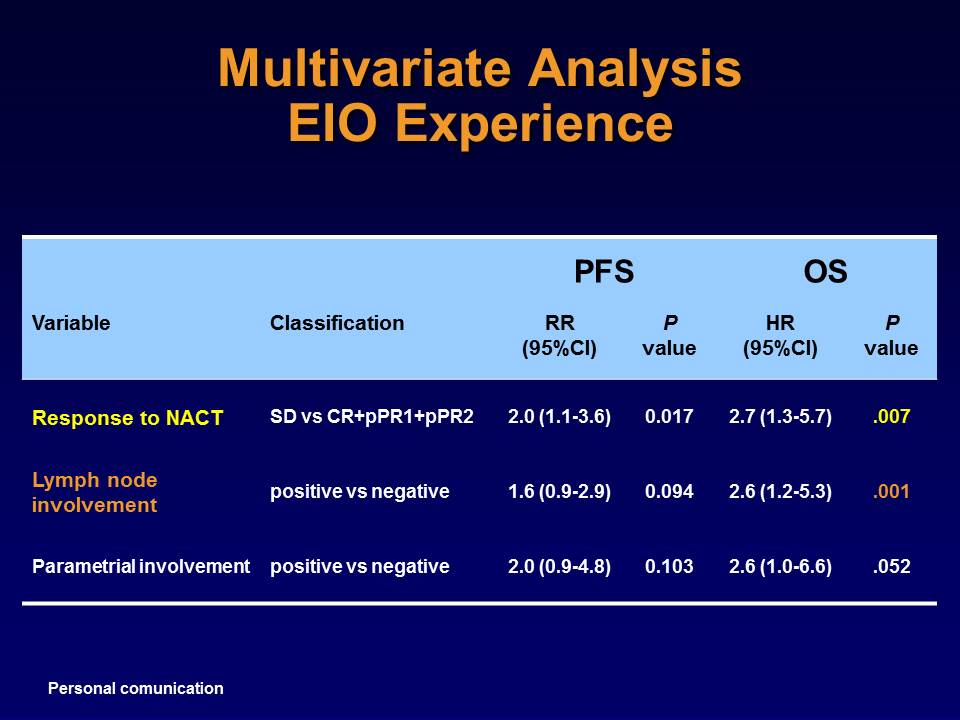 Multivariate Analysis
EIO Experience
PFS OS
Variable Classification RR P HR P
(95%CI) value (95%CI) value
Response to NACT SD vs CR+pPR1+pPR2 2.0 (1.1-3.6) 0.017 2.7 (1.3-5.7) .007
Lymph node
involvement positive vs negative 1.6 (0.9-2.9) 0.094 2.6 (1.2-5.3) .001
Parametrial involvement positive vs negative 2.0 (0.9-4.8) 0.103 2.6 (1.0-6.6) .052
Personal comunication